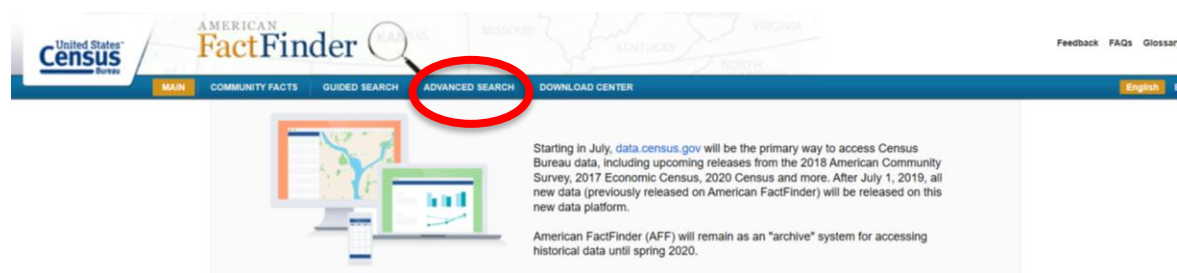 United States®
Census
Bureau
AMERICAN
FactFinder
KANSAS
MISSOURI
KENTUCKY
VIRGINIA
NORTH
Feedback FAQs Glossar
MAIN COMMUNITY FACTS GUIDED SEARCH ADVANCED SEARCH DOWNLOAD CENTER
English
Starting in July, data.census.gov will be the primary way to access Census
Bureau data, including upcoming releases from the 2018 American Community
Survey, 2017 Economic Census, 2020 Census and more. After July 1, 2019, all
new data (previously released on American FactFinder) will be released on this
new data platform.
American FactFinder (AFF) will remain as an "archive" system for accessing
historical data until spring 2020.